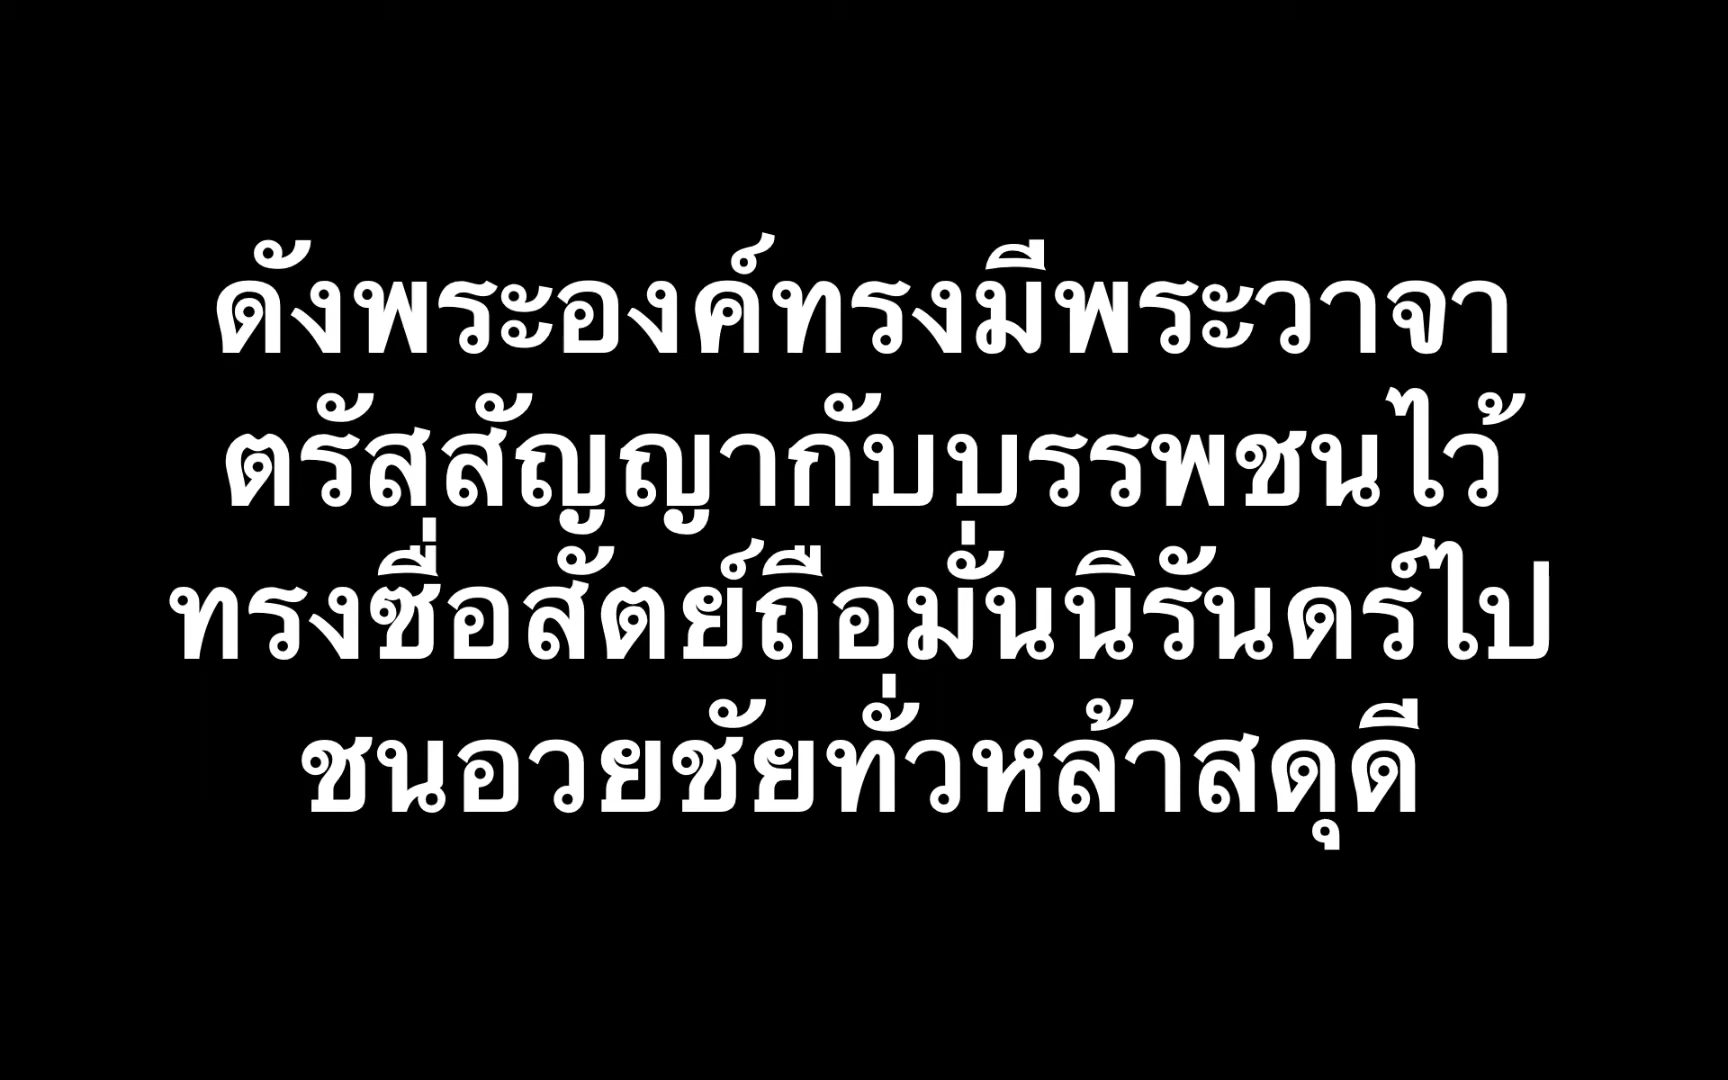 ดังพระองค์ทรงมีพระวาจา
ตรัสสัญญากับบรรพชนไว้
ทรงซื่อสัตย์ถือมั่นนิรันดร์ไป
ชนอวยชัยทั่วหล้าสดุดี